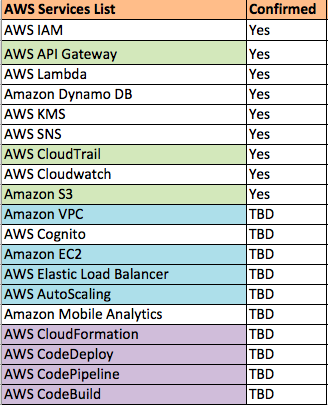 AWS Services List Confirmed
AWS IAM Yes
AWS API Gateway Yes
AWS Lambda Yes
Amazon Dynamo DB Yes
AWS KMS Yes
AWS SNS Yes
AWS CloudTrail Yes
AWS Cloudwatch Yes
Amazon S3 Yes
Amazon VPC TBD
AWS Cognito TBD
Amazon EC2 TBD
AWS Elastic Load Balancer TBD
AWS AutoScaling TBD
Amazon Mobile Analytics TBD
AWS CloudFormation TBD
AWS CodeDeploy TBD
AWS CodePipeline TBD
AWS CodeBuild TBD